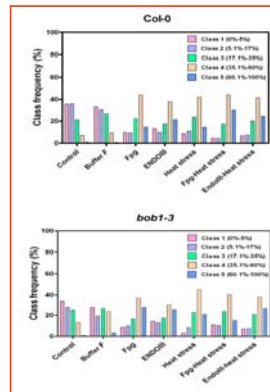 Col-0
Class frequency (%)
100
80
60
40
20
0
Class 1 (0%-5%)
Class 2 (5.1%-17%)
Class 3 (17.1%-35%)
Class 4 (35.1%-60%)
Class 5 (60.1%-100%)
Control
Buffer F
Fpg
ENDOIII
Heat stress
Fpg-Heat stress
EndoIII-heat stress
bob1-3
Class frequency (%)
100
80
60
40
20
0
Class 1 (0%-5%)
Class 2 (5.1%-17%)
Class 3 (17.1%-35%)
Class 4 (35.1%-60%)
Class 5 (60.1%-100%)
Control
Buffer F
Fpg
ENDOIII
Heat stress
Fpg-Heat stress
EndoIII-heat stress